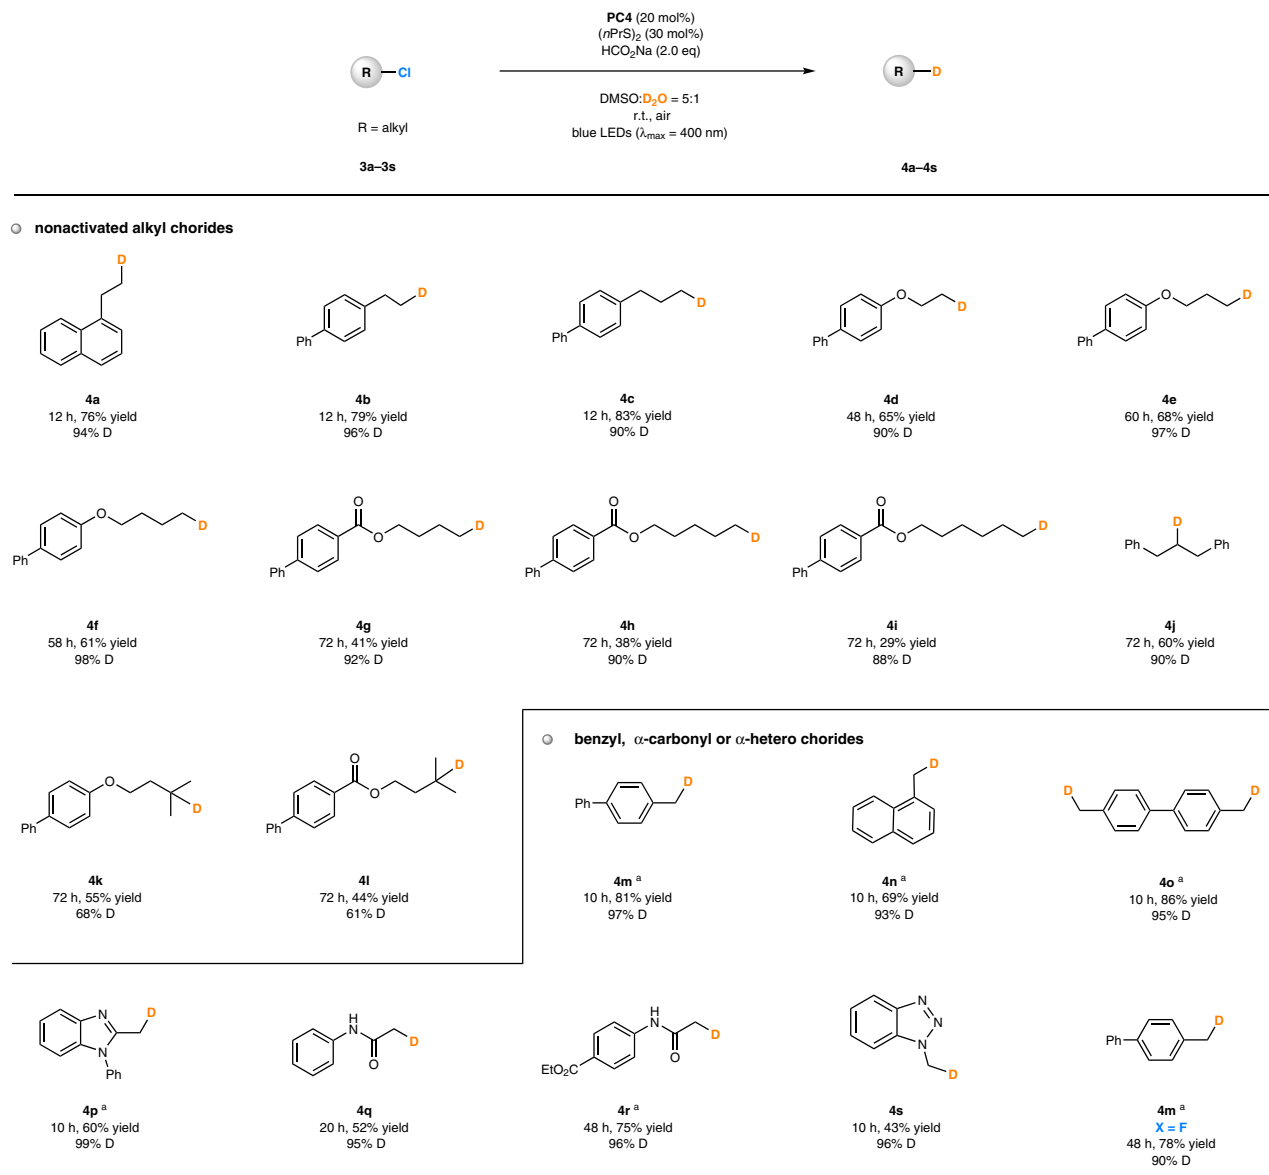 PC4 (20 mol%)
(nPrS)2 (30 mol%)
HCO2Na (2.0 eq)
R Cl
R D
DMSO:D2O = 5:1
r.t., air
blue LEDs (λmax = 400 nm)
R = alkyl
3a–3s
4a–4s
nonactivated alkyl chorides
D
D
Ph
D
Ph
O
D
Ph
O
D
Ph
4a
12 h, 76% yield
94% D
4b
12 h, 79% yield
96% D
4c
12 h, 83% yield
90% D
4d
48 h, 65% yield
90% D
4e
60 h, 68% yield
97% D
O
D
Ph
O
O
D
Ph
O
O
D
Ph
O
O
D
Ph
D
Ph
Ph
4f
58 h, 61% yield
98% D
4g
72 h, 41% yield
92% D
4h
72 h, 38% yield
90% D
4i
72 h, 29% yield
88% D
4j
72 h, 60% yield
90% D
benzyl, α-carbonyl or α-hetero chorides
O
D
Ph
O
O
D
Ph
D
Ph
D
D
D
4k
72 h, 55% yield
68% D
4l
72 h, 44% yield
61% D
4m a
10 h, 81% yield
97% D
4n a
10 h, 69% yield
93% D
4o a
10 h, 86% yield
95% D
N
N
D
Ph
H
N
O
D
H
N
O
D
EtO2C
N
N
N
D
D
Ph
4p a
10 h, 60% yield
99% D
4q
20 h, 52% yield
95% D
4r a
48 h, 75% yield
96% D
4s
10 h, 43% yield
96% D
4m a
X = F
48 h, 78% yield
90% D